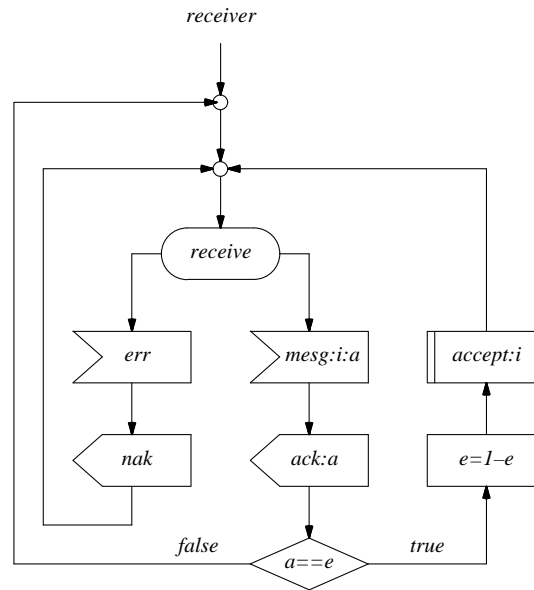 receiver
receive
err
mesg:i:a
accept:i
nak
ack:a
e=1–e
false
true
a==e